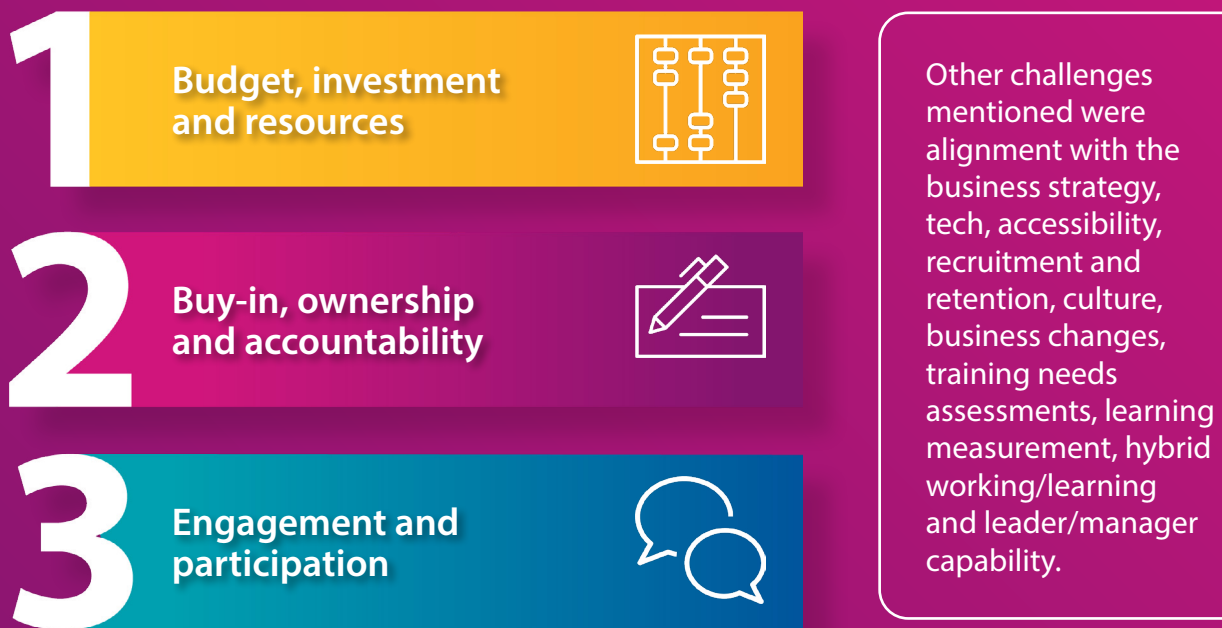 1
Budget, investment
and resources
2
Buy-in, ownership
and accountability
3
Engagement and
participation
Other challenges
mentioned were
alignment with the
business strategy,
tech, accessibility,
recruitment and
retention, culture,
business changes,
training needs
assessments, learning
measurement, hybrid
working/learning
and leader/manager
capability.